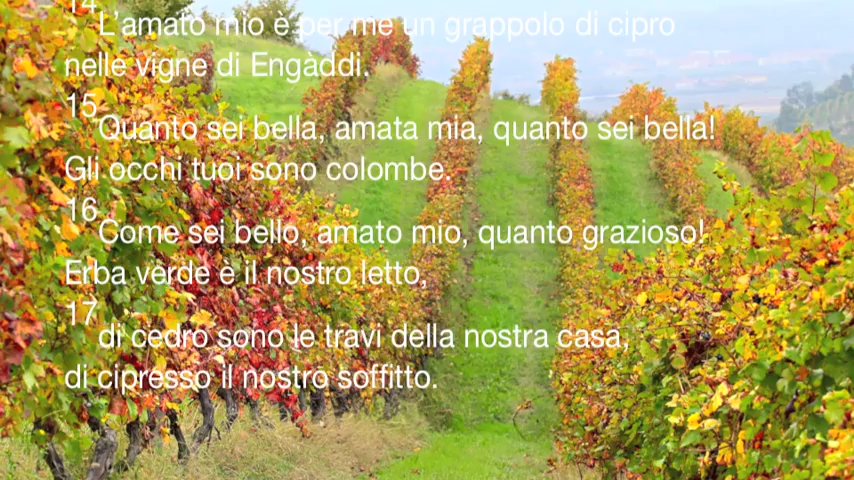 14
L'amato mio è per me un grappolo di cipro
nelle vigne di Engàddi.
15
Quanto sei bella, amata mia, quanto sei bella!
Gli occhi tuoi sono colombe.
16
Come sei bello, amato mio, quanto grazioso!
Erba verde è il nostro letto,
17
di cedro sono le travi della nostra casa,
di cipresso il nostro soffitto.